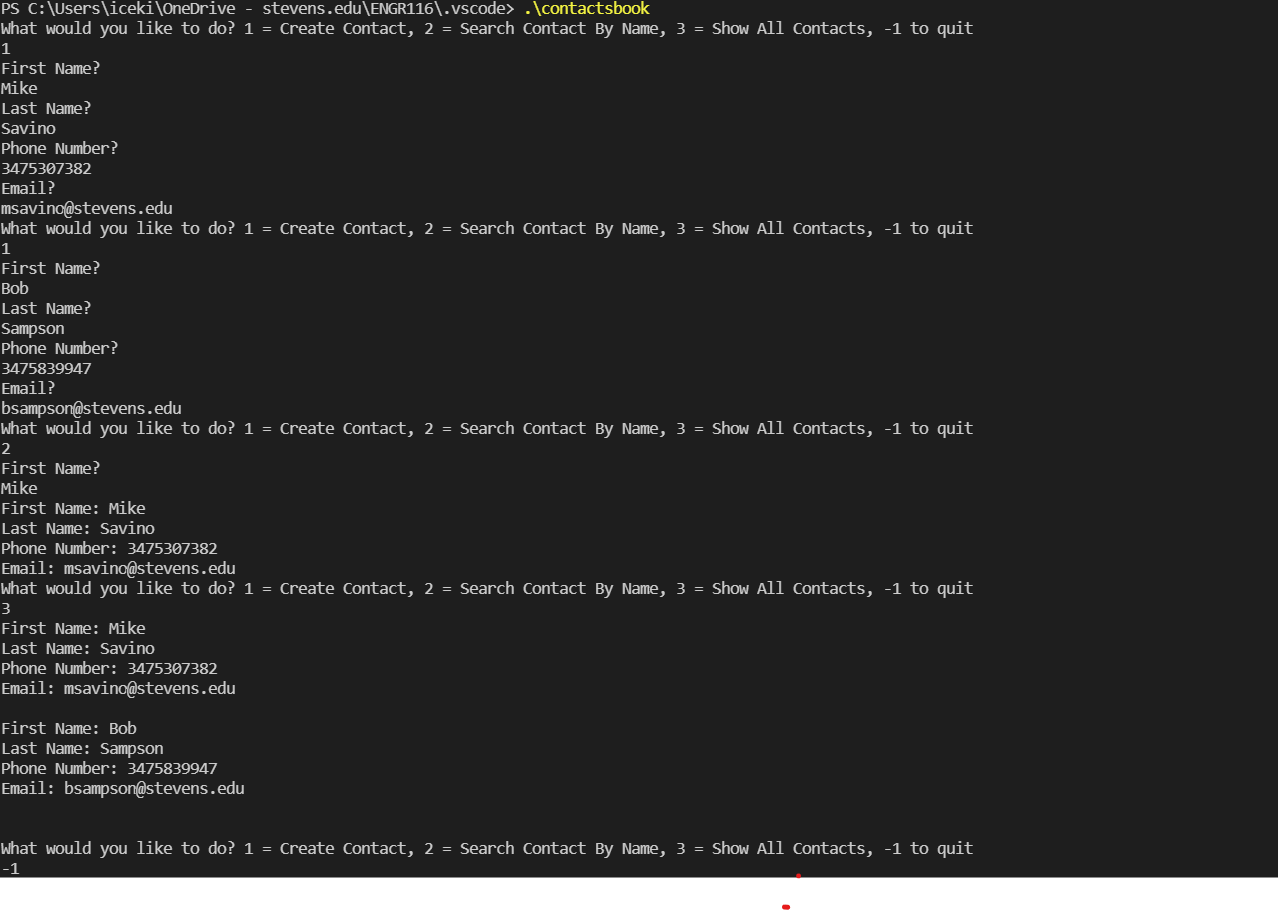 PS C:\Users\iceki\OneDrive - stevens.edu\ENGR116\.vscode> .\contactsbook
What would you like to do? 1 = Create Contact, 2 = Search Contact By Name, 3 = Show All Contacts, -1 to quit
1
First Name?
Mike
Last Name?
Savino
Phone Number?
3475307382
Email?
msavino@stevens.edu
What would you like to do? 1 = Create Contact, 2 = Search Contact By Name, 3 = Show All Contacts, -1 to quit
1
First Name?
Bob
Last Name?
Sampson
Phone Number?
3475839947
Email?
bsampson@stevens.edu
What would you like to do? 1 = Create Contact, 2 = Search Contact By Name, 3 = Show All Contacts, -1 to quit
2
First Name?
Mike
First Name: Mike
Last Name: Savino
Phone Number: 3475307382
Email: msavino@stevens.edu
What would you like to do? 1 = Create Contact, 2 = Search Contact By Name, 3 = Show All Contacts, -1 to quit
3
First Name: Mike
Last Name: Savino
Phone Number: 3475307382
Email: msavino@stevens.edu
First Name: Bob
Last Name: Sampson
Phone Number: 3475839947
Email: bsampson@stevens.edu
What would you like to do? 1 = Create Contact, 2 = Search Contact By Name, 3 = Show All Contacts, -1 to quit
-1